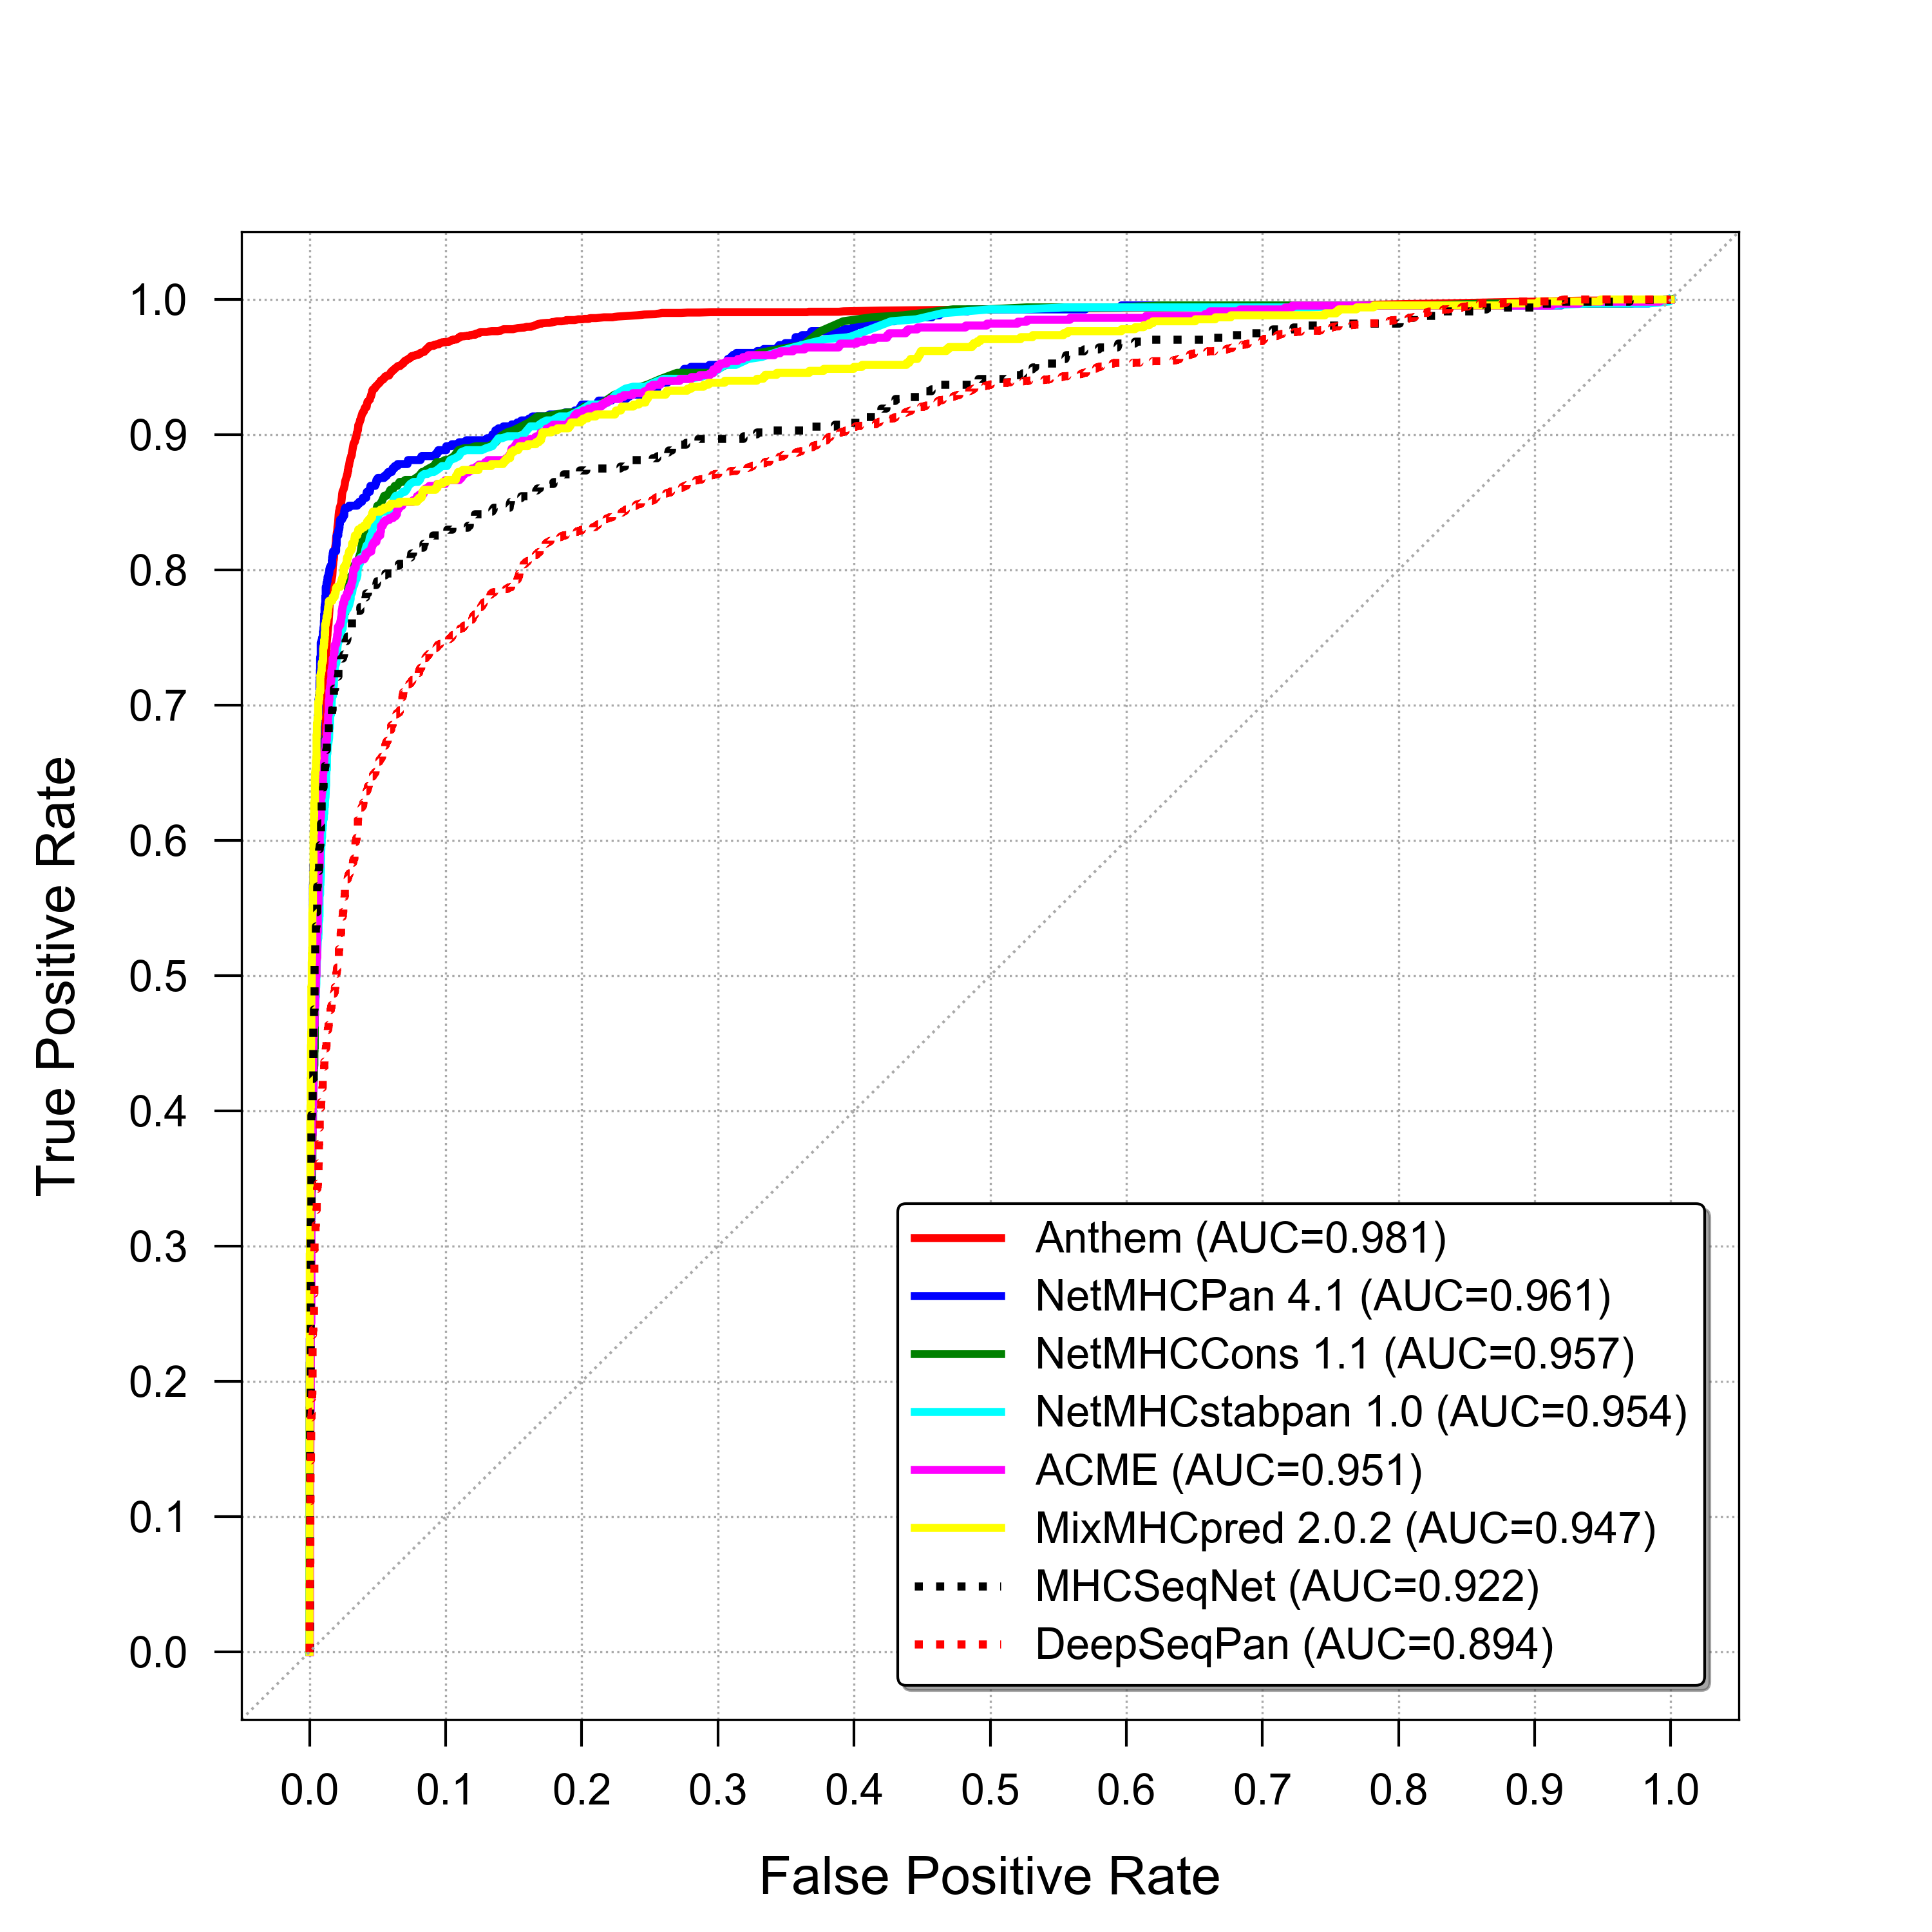 1.0
0.9
0.8
0.7
0.6
0.5
0.4
0.3
0.2
0.1
0.0
True Positive Rate
Anthem (AUC=0.981)
NetMHCPan 4.1 (AUC=0.961)
NetMHCCons 1.1 (AUC=0.957)
NetMHCstabpan 1.0 (AUC=0.954)
ACME (AUC=0.951)
MixMHCpred 2.0.2 (AUC=0.947)
MHCSeqNet (AUC=0.922)
DeepSeqPan (AUC=0.894)
0.0 0.1 0.2 0.3 0.4 0.5 0.6 0.7 0.8 0.9 1.0
False Positive Rate